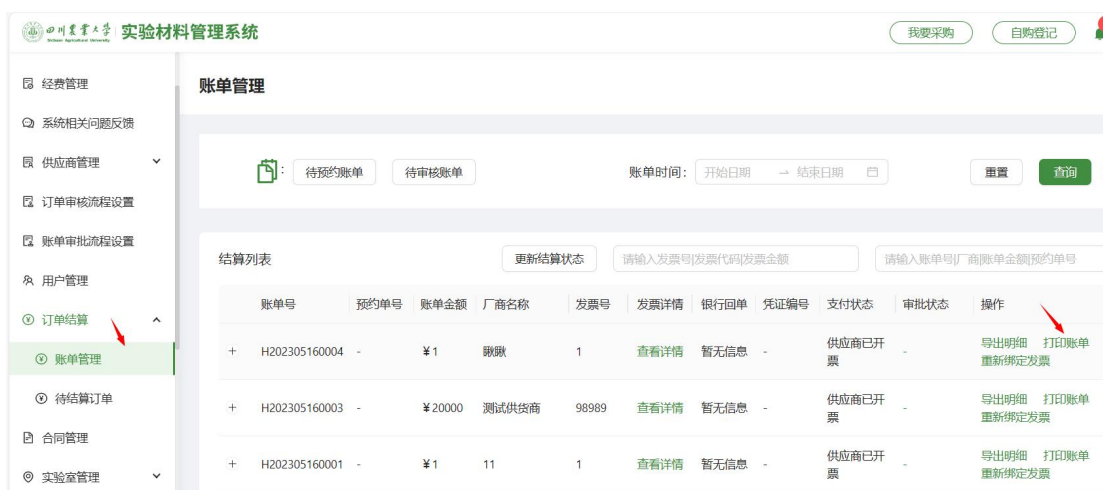 四川农业大学 实验材料管理系统 我要采购 自购登记
Sichuan Agricultural University
经费管理
账单管理
系统相关问题反馈
供应商管理
待预约账单 待审核账单 账单时间: 开始日期 → 结束日期 重置 查询
订单审核流程设置
账单审批流程设置
结算列表 更新结算状态 请输入发票号|发票代码|发票金额 请输入账单号|厂商|账单金额|预约单号
用户管理
账单号 预约单号 账单金额 厂商名称 发票号 发票详情 银行回单 凭证编号 支付状态 审批状态 操作
订单结算
+ H202305160004 - ¥1 瞅瞅 1 查看详情 暂无信息 - 供应商已开票 - 导出明细 打印账单 重新绑定发票
账单管理
待结算订单
+ H202305160003 - ¥20000 测试供货商 98989 查看详情 暂无信息 - 供应商已开票 - 导出明细 打印账单 重新绑定发票
合同管理
+ H202305160001 - ¥1 11 1 查看详情 暂无信息 - 供应商已开票 - 导出明细 打印账单 重新绑定发票
实验室管理